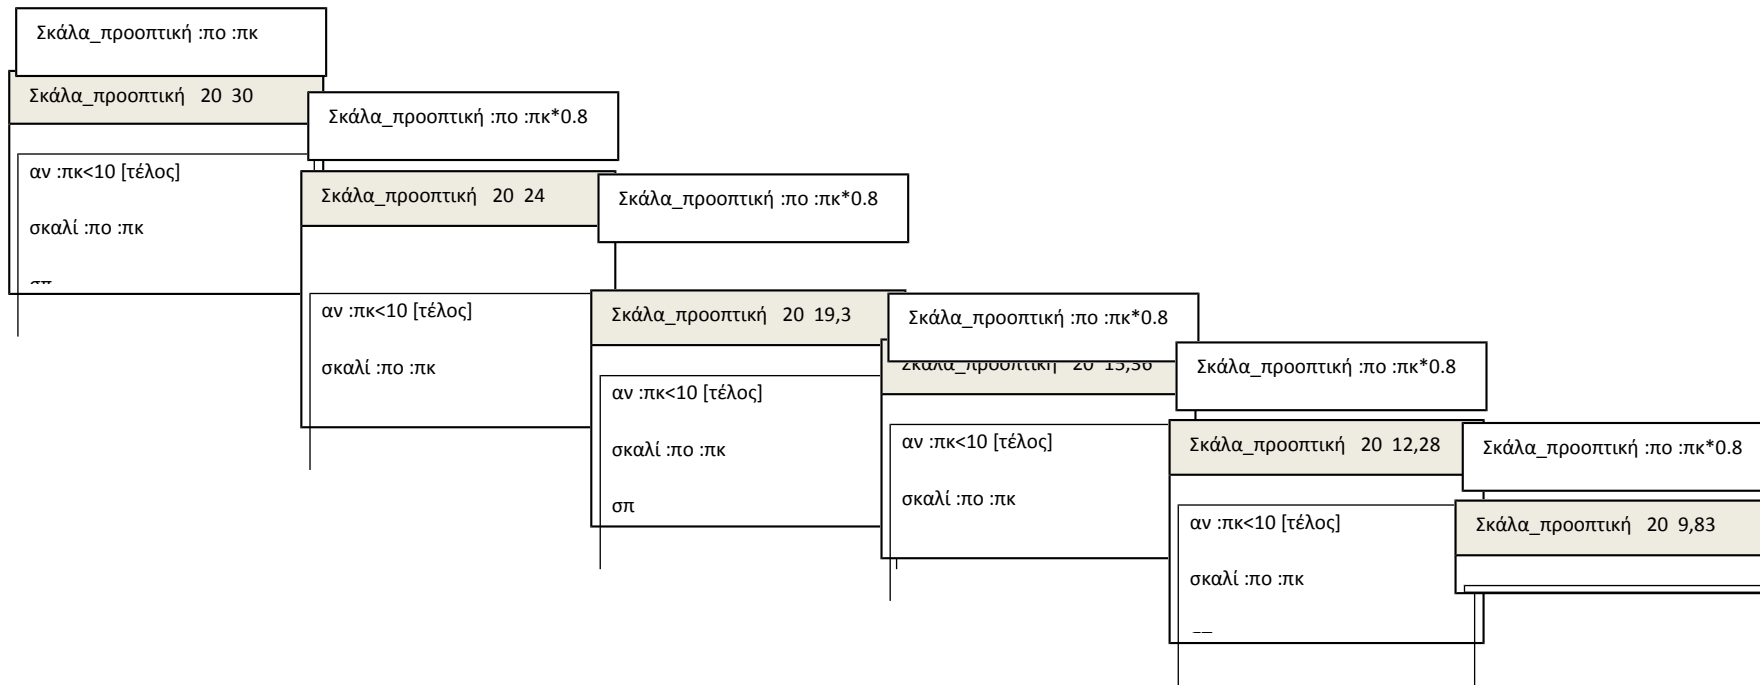 Σκάλα_προοπτική :πο :πκ
Σκάλα_προοπτική 20 30
αν :πκ<10 [τέλος]
σκαλί :πο :πκ
Σκάλα_προοπτική :πο :πκ*0.8
Σκάλα_προοπτική 20 24
αν :πκ<10 [τέλος]
σκαλί :πο :πκ
Σκάλα_προοπτική :πο :πκ*0.8
Σκάλα_προοπτική 20 19,3
αν :πκ<10 [τέλος]
σκαλί :πο :πκ
σπ
Σκάλα_προοπτική :πο :πκ*0.8
Σκάλα_προοπτική 20 15,36
αν :πκ<10 [τέλος]
σκαλί :πο :πκ
Σκάλα_προοπτική :πο :πκ*0.8
Σκάλα_προοπτική 20 12,28
αν :πκ<10 [τέλος]
σκαλί :πο :πκ
Σκάλα_προοπτική :πο :πκ*0.8
Σκάλα_προοπτική 20 9,83